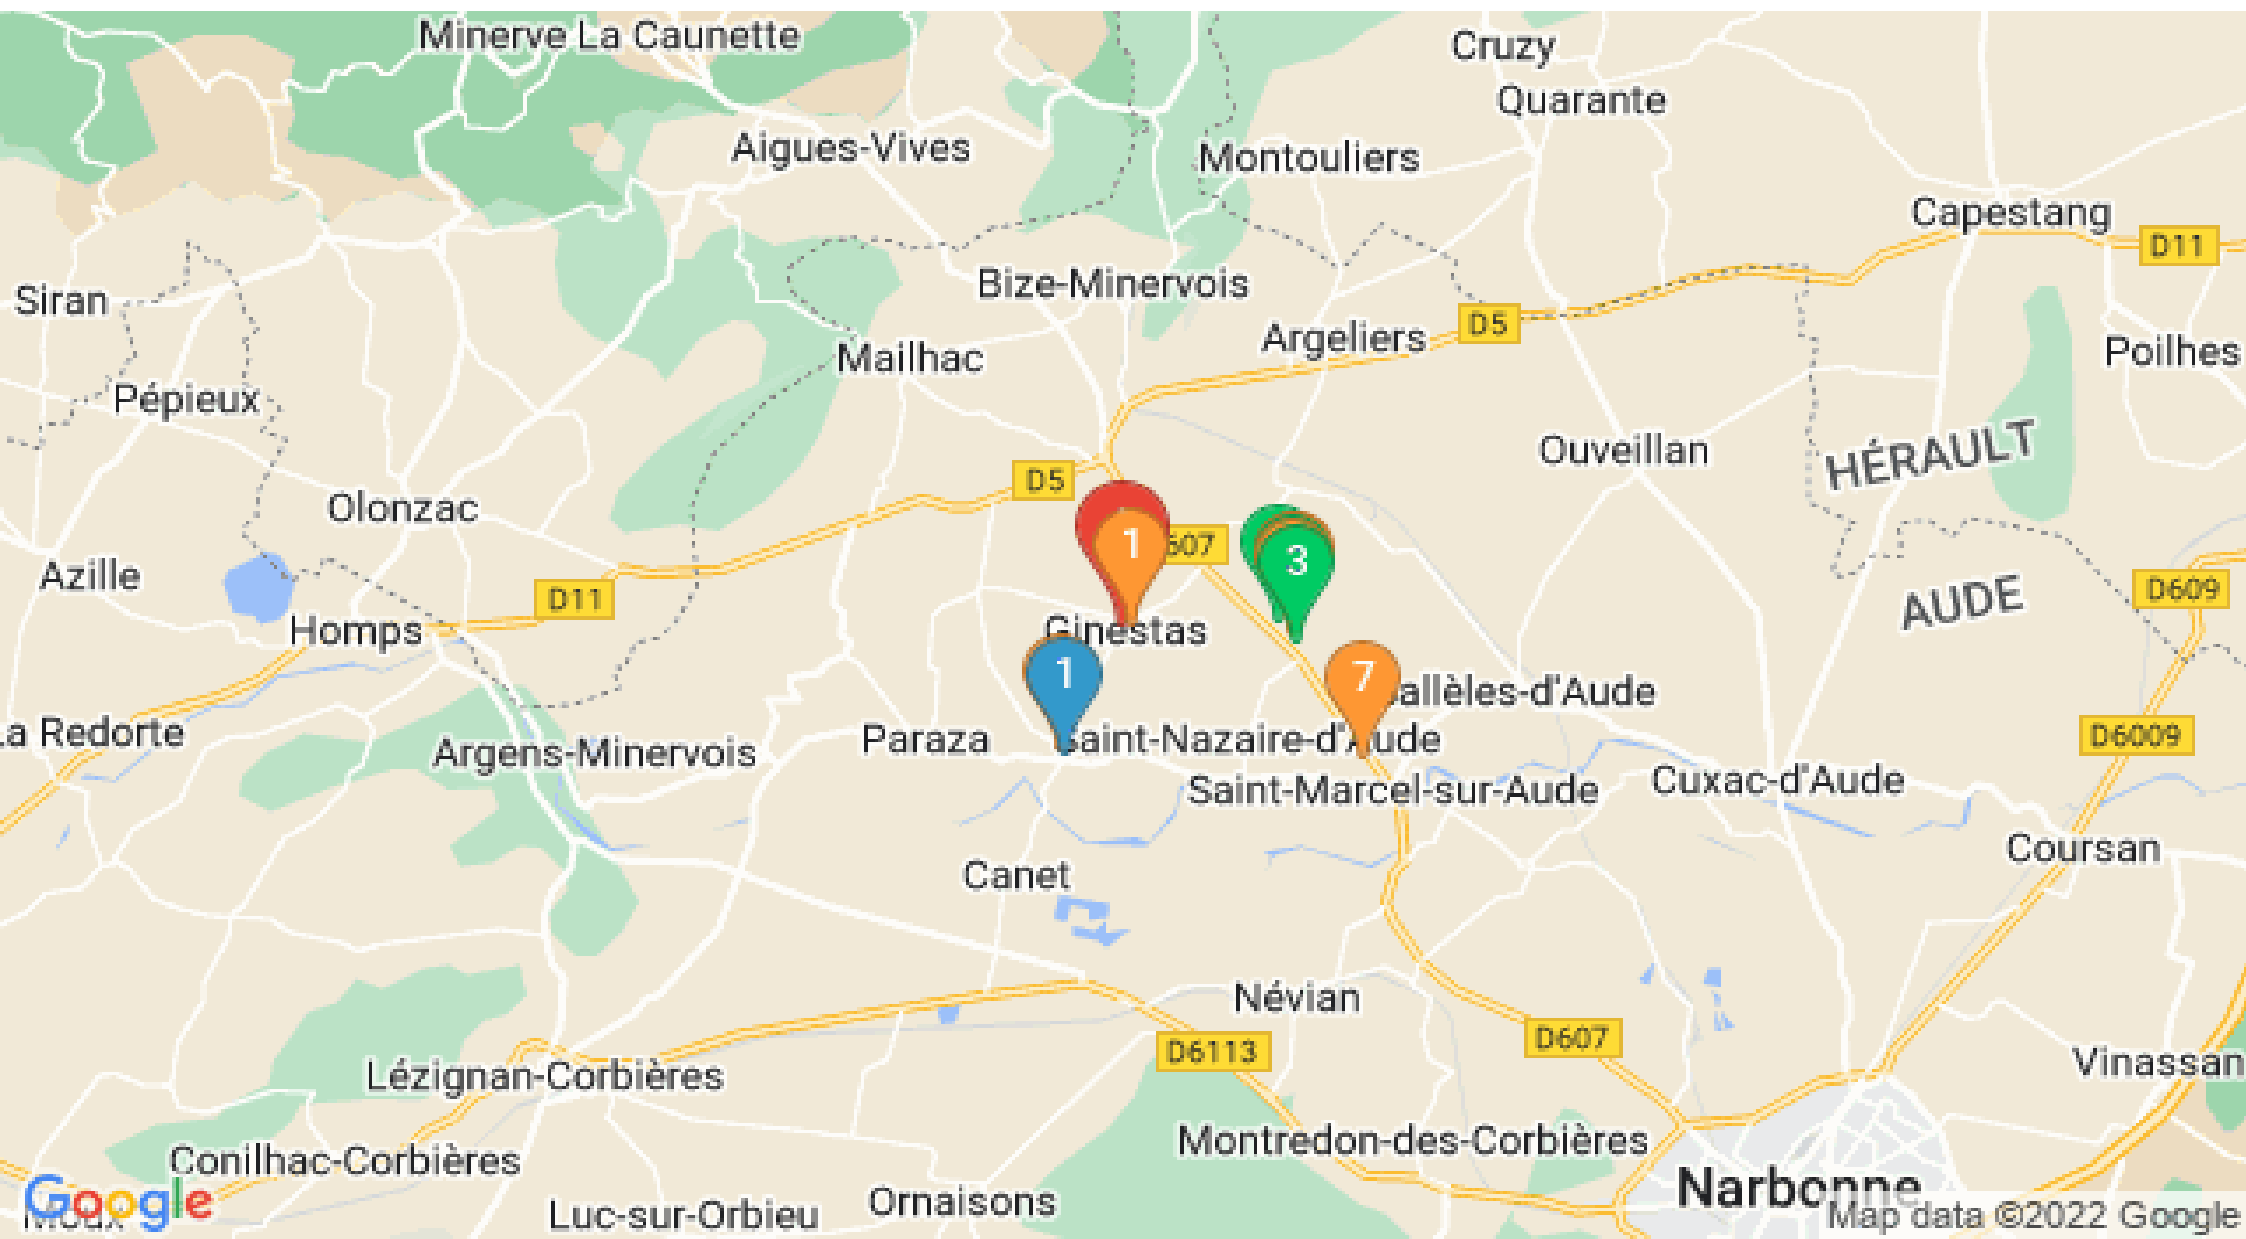 Minerve La Caunette
Cruzy
Quarante
Aigues-Vives
Montouliers
Capestang
D11
Siran
Bize-Minervois
D5
Argeliers
Poilhes
Mailhac
Pépieux
Ouveillan
HÉRAULT
D5
Olonzac
1
607
3
Azille
D11
D609
AUDE
Homps
Ginestas
1
7
allèles-d'Aude
La Redorte
Argens-Minervois
Paraza
Saint-Nazaire-d'Aude
D6009
Saint-Marcel-sur-Aude
Cuxac-d'Aude
Coursan
Canet
Névian
D607
D6113
Lézignan-Corbières
Vinassan
Montredon-des-Corbières
Conilhac-Corbières
Narbonne
Google
Moux
Luc-sur-Orbieu
Ornaisons
Map data ©2022 Google